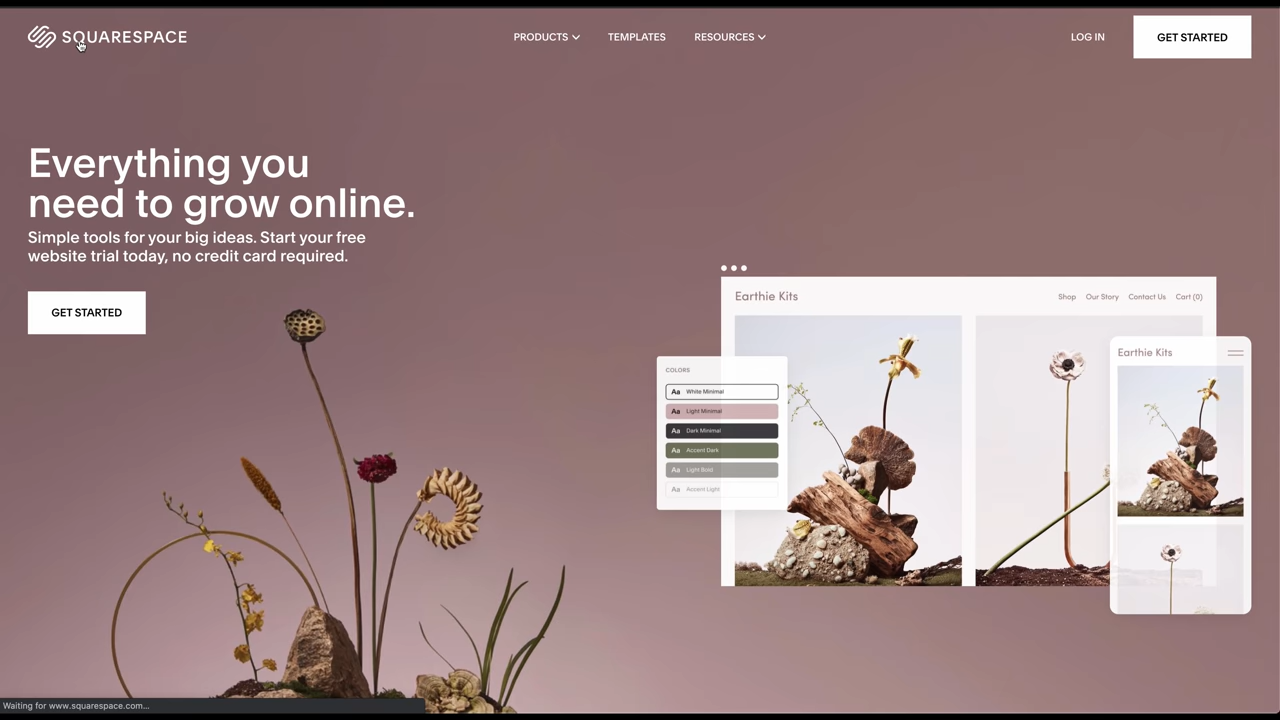 SQUARESPACE
PRODUCTS
TEMPLATES
RESOURCES
LOG IN
GET STARTED
Everything you
need to grow online.
Simple tools for your big ideas. Start your free
website trial today, no credit card required.
GET STARTED
Earthie Kits
Shop
Our Story
Contact Us
Cart (0)
Earthie Kits
COLORS
Aa White Minimal
Aa Light Minimal
Aa Dark Minimal
Aa Accent Dark
Aa Light Bold
Aa Accent Light
Waiting for www.squarespace.com...